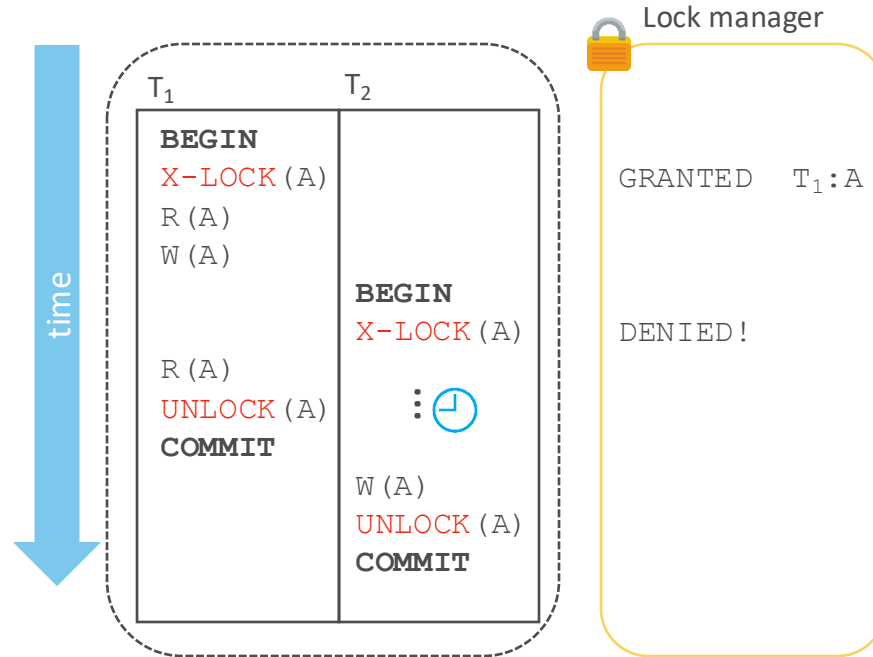 Lock manager
T₁ T₂
BEGIN
X-LOCK(A) GRANTED T₁:A
R(A)
W(A)
time
BEGIN
X-LOCK(A) DENIED!
R(A)
UNLOCK(A) ⋮
COMMIT
W(A)
UNLOCK(A)
COMMIT